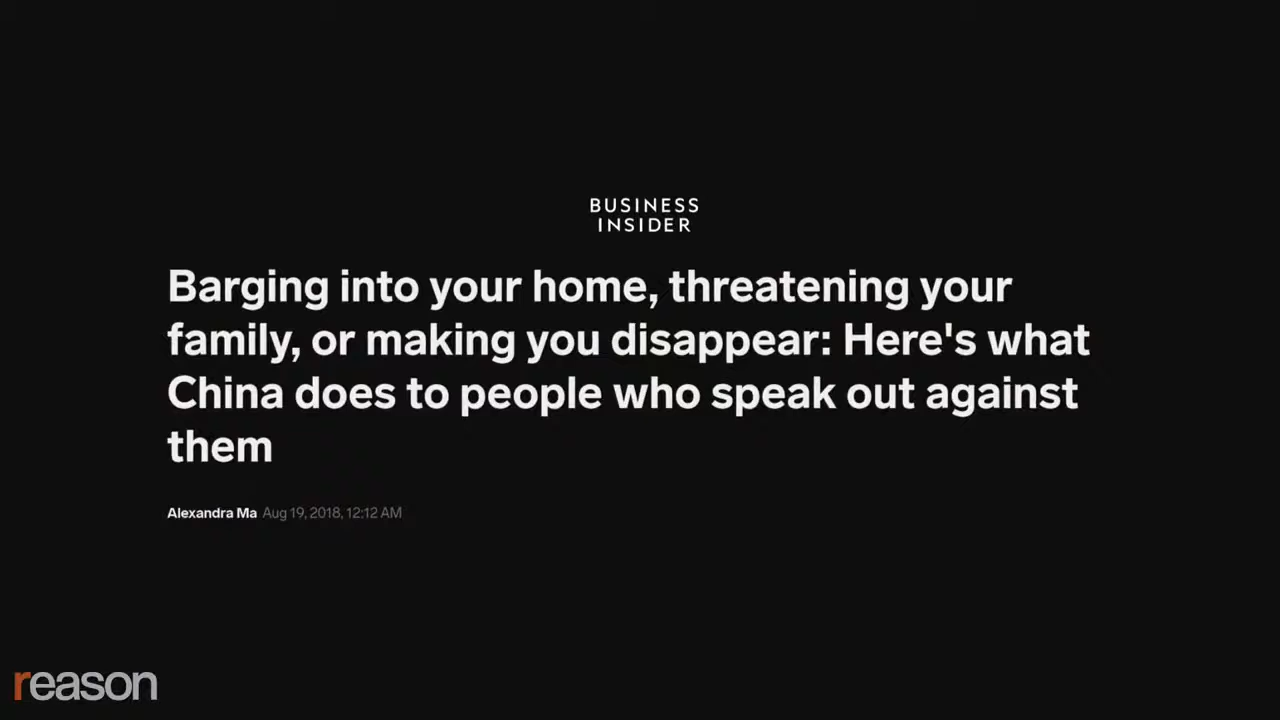 BUSINESS
INSIDER
Barging into your home, threatening your
family, or making you disappear: Here's what
China does to people who speak out against
them
Alexandra Ma Aug 19, 2018, 12:12 AM
reason